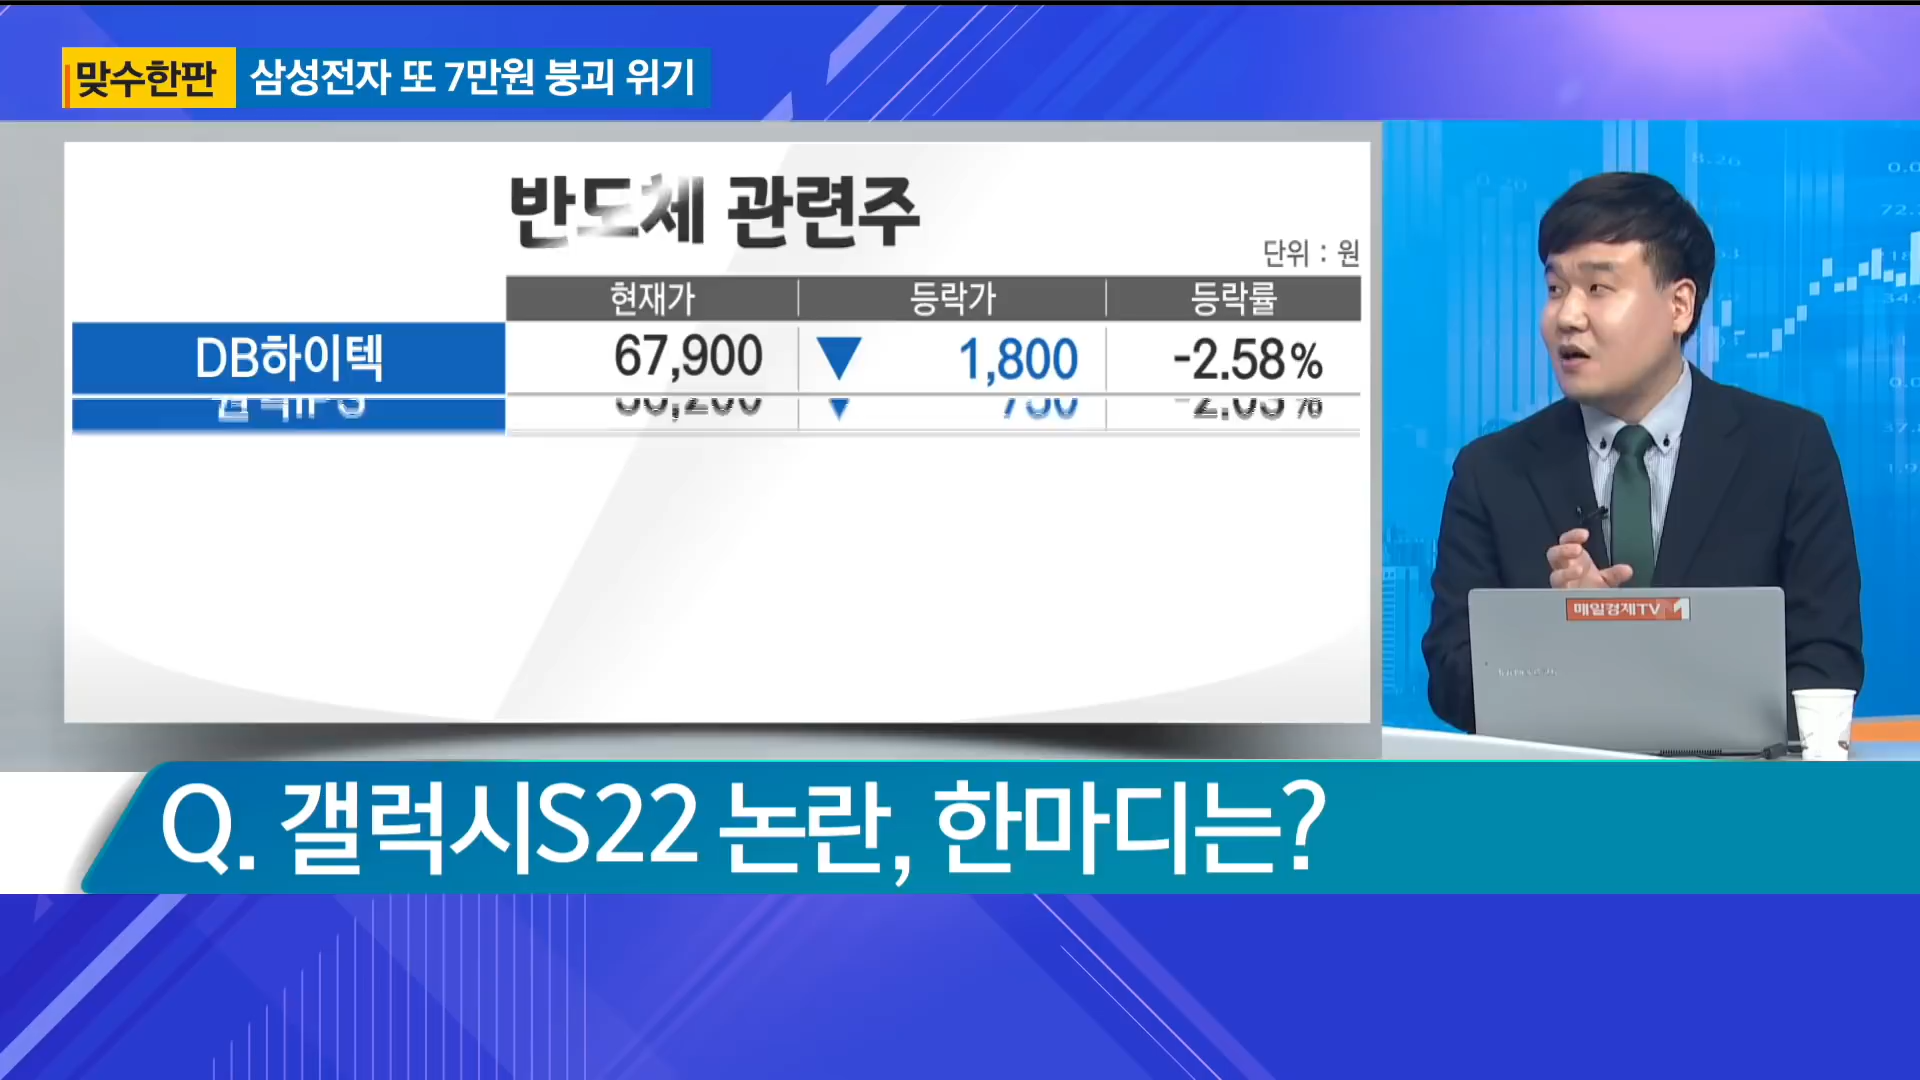 맞수한판 삼성전자 또 7만원 붕괴 위기
반도체 관련주
단위 : 원
현재가 등락가 등락률
DB하이텍 67,900 ▼ 1,800 -2.58%
매일경제TV
Q. 갤럭시S22 논란, 한마디는?